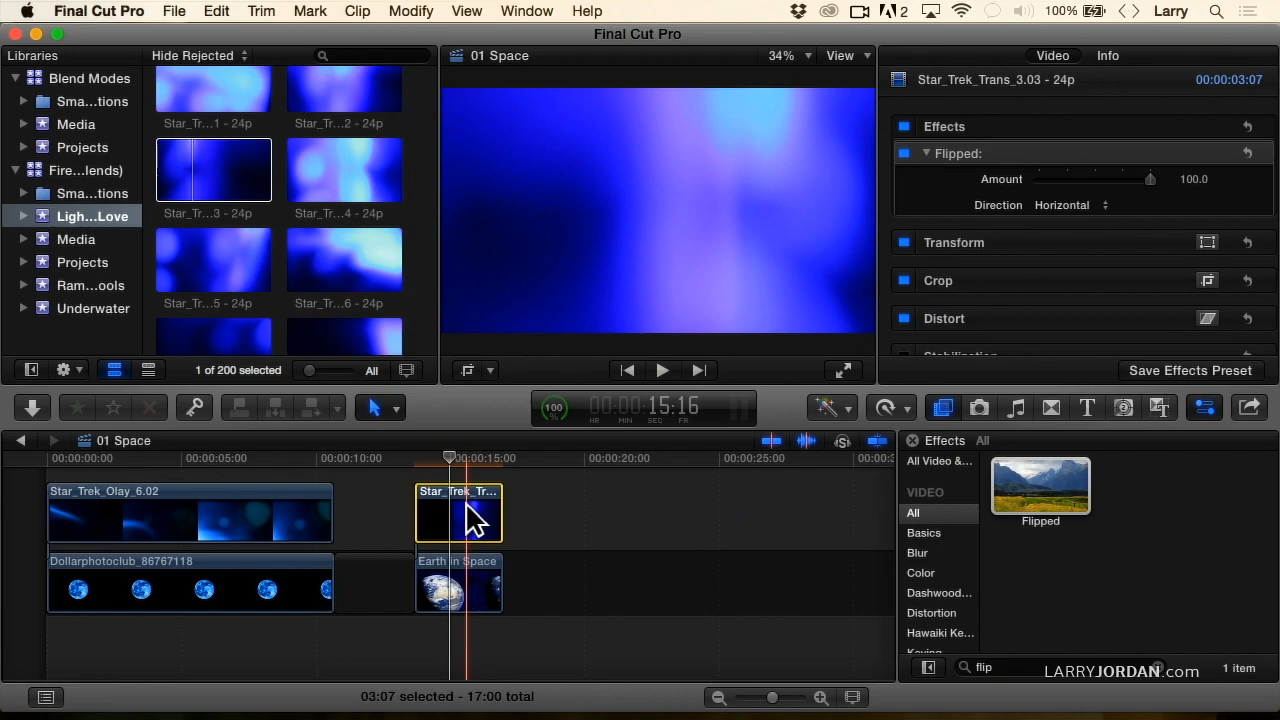 Final Cut Pro File Edit Trim Mark Clip Modify View Window Help 2 100% Larry
Final Cut Pro
Libraries
Hide Rejected
01 Space
34%
View
Video
Info
Blend Modes
Sma...tions
Media
Projects
Fire...lends)
Sma...tions
Ligh...Love
Media
Projects
Ram...ools
Underwater
Star_Tr...1 - 24p
Star_Tr...2 - 24p
Star_Tr...3 - 24p
Star_Tr...4 - 24p
Star_Tr...5 - 24p
Star_Tr...6 - 24p
Star_Trek_Trans_3.03 - 24p
00:00:03:07
Effects
Flipped:
Amount
100.0
Direction
Horizontal
Transform
Crop
Distort
1 of 200 selected
All
Save Effects Preset
100
%
00:00:15:16
HR MIN SEC FR
01 Space
Effects
All
00:00:00:00
00:00:05:00
00:00:10:00
00:00:15:00
00:00:20:00
00:00:25:00
Star_Trek_Olay_6.02
Star_Trek_Tr...
Dollarphotoclub_86767118
Earth in Space
All Video &...
VIDEO
All
Basics
Blur
Color
Dashwood...
Distortion
Hawaiki Ke...
Keying
Flipped
flip
LARRYJORDAN.com
1 item
03:07 selected - 17:00 total